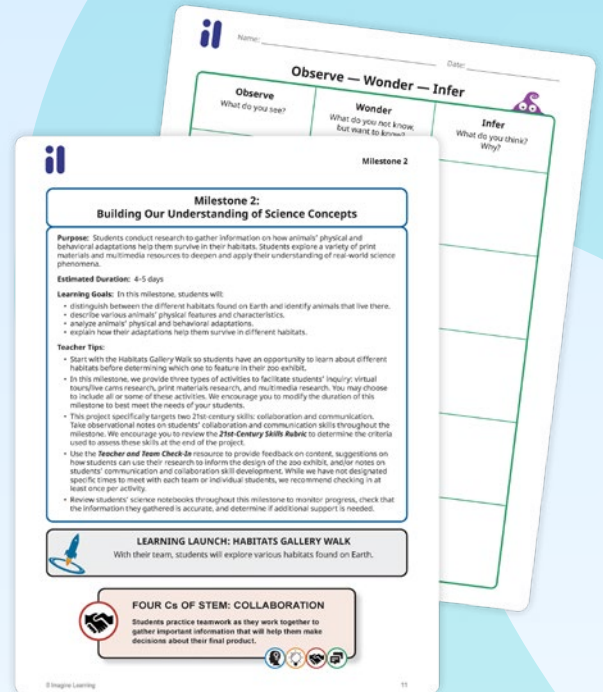 il
Name:
Date:
Observe — Wonder — Infer
Observe
What do you see?
Wonder
What do you not know,
but want to know?
Infer
What do you think?
Why?
il
Milestone 2
Milestone 2:
Building Our Understanding of Science Concepts
Purpose: Students conduct research to gather information on how animals' physical and
behavioral adaptations help them survive in their habitats. Students explore a variety of print
materials and multimedia resources to deepen and apply their understanding of real-world science
phenomena.
Estimated Duration: 4–5 days
Learning Goals: In this milestone, students will:
• distinguish between the different habitats found on Earth and identify animals that live there.
• describe various animals' physical features and characteristics.
• analyze animals' physical and behavioral adaptations.
• explain how their adaptations help them survive in different habitats.
Teacher Tips:
• Start with the Habitats Gallery Walk so students have an opportunity to learn about different
habitats before determining which one to feature in their zoo exhibit.
• In this milestone, we provide three types of activities to facilitate students' inquiry: virtual
tours/live cams research, print materials research, and multimedia research. You may choose
to include all or some of these activities. We encourage you to modify the duration of this
milestone to best meet the needs of your students.
• This project specifically targets two 21st-century skills: collaboration and communication.
Take observational notes on students' collaboration and communication skills throughout the
milestone. We encourage you to review the 21st-Century Skills Rubric to determine the criteria
used to assess these skills at the end of the project.
• Use the Teacher and Team Check-In resource to provide feedback on content, suggestions on
how students can use their research to inform the design of the zoo exhibit, and/or notes on
students' communication and collaboration skill development. While we have not designated
specific times to meet with each team or individual students, we recommend checking in at
least once per activity.
• Review students' science notebooks throughout this milestone to monitor progress, check that
the information they gathered is accurate, and determine if additional support is needed.
LEARNING LAUNCH: HABITATS GALLERY WALK
With their team, students will explore various habitats found on Earth.
FOUR Cs OF STEM: COLLABORATION
Students practice teamwork as they work together to
gather important information that will help them make
decisions about their final product.
© Imagine Learning
11